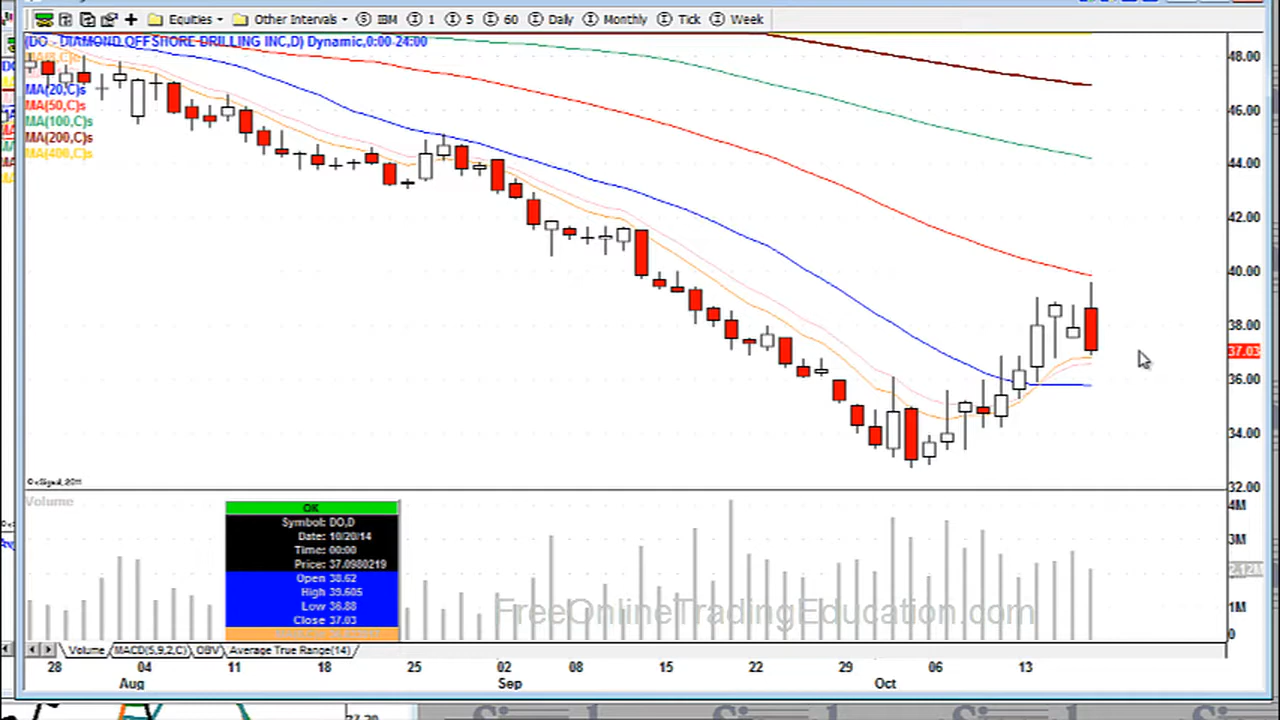 Equities Other Intervals IBM 1 5 60 Daily Monthly Tick Week
(DO - DIAMOND OFFSHORE DRILLING INC,D) Dynamic,0:00-24:00
MA(20,C)s
MA(50,C)s
MA(100,C)s
MA(200,C)s
MA(400,C)s
48.00
46.00
44.00
42.00
40.00
38.00
37.03
36.00
34.00
32.00
© eSignal, 2011
Volume
4M
3M
2.12M
1M
0
OK
Symbol: DO,D
Date: 10/20/14
Time: 00:00
Price: 37.0980219
Open 38.62
High 39.605
Low 36.88
Close 37.03
FreeOnlineTradingEducation.com
Volume MACD(5,9,2,C) OBV Average True Range(14)
28 04 11 18 25 02 08 15 22 29 06 13
Aug Sep Oct